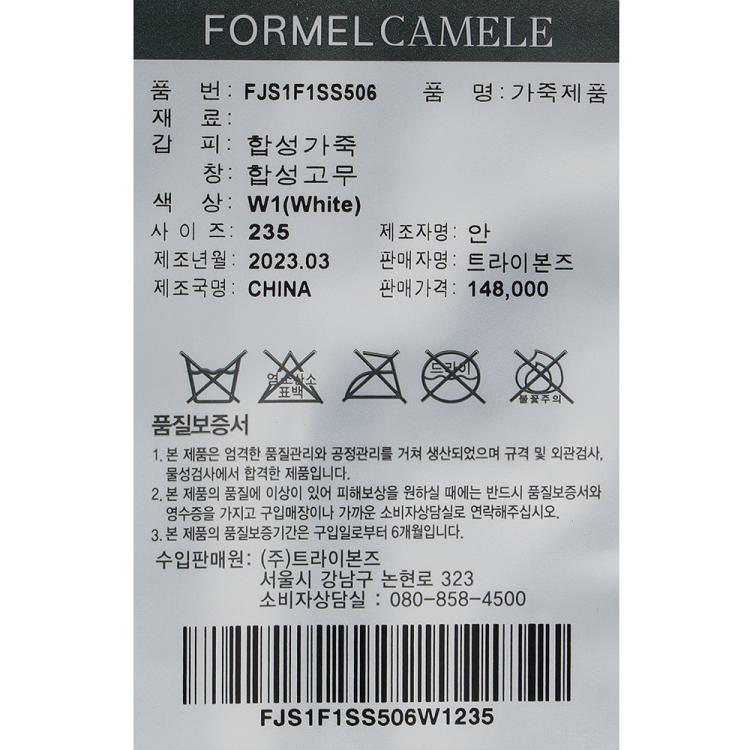 FORMELCAMELE
품 번: FJS1F1SS506 품 명: 가죽제품
재 료:
갑 피: 합성가죽
창: 합성고무
색 상: W1(White)
사 이 즈: 235 제조자명: 안
제조년월: 2023.03 판매자명: 트라이본즈
제조국명: CHINA 판매가격: 148,000
염소산소 드라이
표백 불꽃주의
품질보증서
1. 본 제품은 엄격한 품질관리와 공정관리를 거쳐 생산되었으며 규격 및 외관검사,
물성검사에서 합격한 제품입니다.
2. 본 제품의 품질에 이상이 있어 피해보상을 원하실 때에는 반드시 품질보증서와
영수증을 가지고 구입매장이나 가까운 소비자상담실로 연락해주십시오.
3. 본 제품의 품질보증기간은 구입일로부터 6개월입니다.
수입판매원: (주)트라이본즈
서울시 강남구 논현로 323
소비자상담실 : 080-858-4500
FJS1F1SS506W1235